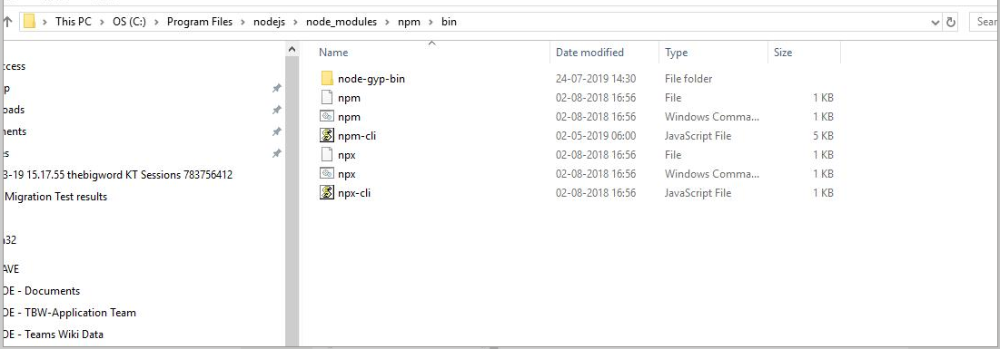 This PC > OS (C:) > Program Files > nodejs > node_modules > npm > bin
Sear
Name Date modified Type Size
node-gyp-bin 24-07-2019 14:30 File folder
npm 02-08-2018 16:56 File 1 KB
npm 02-08-2018 16:56 Windows Comma... 1 KB
npm-cli 02-05-2019 06:00 JavaScript File 5 KB
npx 02-08-2018 16:56 File 1 KB
npx 02-08-2018 16:56 Windows Comma... 1 KB
npx-cli 02-08-2018 16:56 JavaScript File 1 KB
ccess
p
oads
ments
es
3-19 15.17.55 thebigword KT Sessions 783756412
Migration Test results
n32
AVE
DE - Documents
DE - TBW-Application Team
DE - Teams Wiki Data